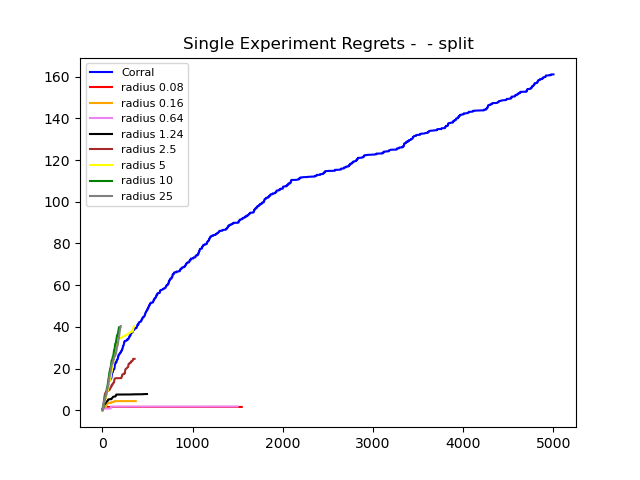 Single Experiment Regrets -  - split
160
140
120
100
80
60
40
20
0
Corral
radius 0.08
radius 0.16
radius 0.64
radius 1.24
radius 2.5
radius 5
radius 10
radius 25
0 1000 2000 3000 4000 5000